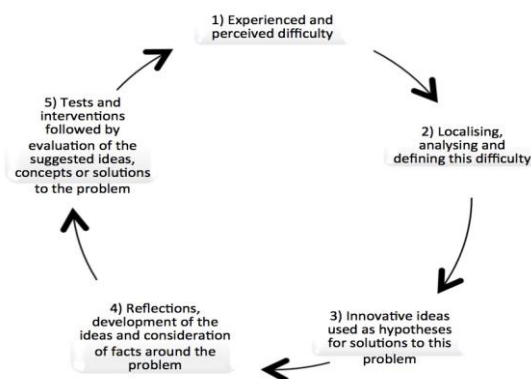 1) Experienced and
perceived difficulty
2) Localising,
analysing and
defining this difficulty
3) Innovative ideas
used as hypotheses
for solutions to this
problem
4) Reflections,
development of the
ideas and consideration
of facts around the
problem
5) Tests and
interventions
followed by
evaluation of the
suggested ideas,
concepts or solutions
to the problem